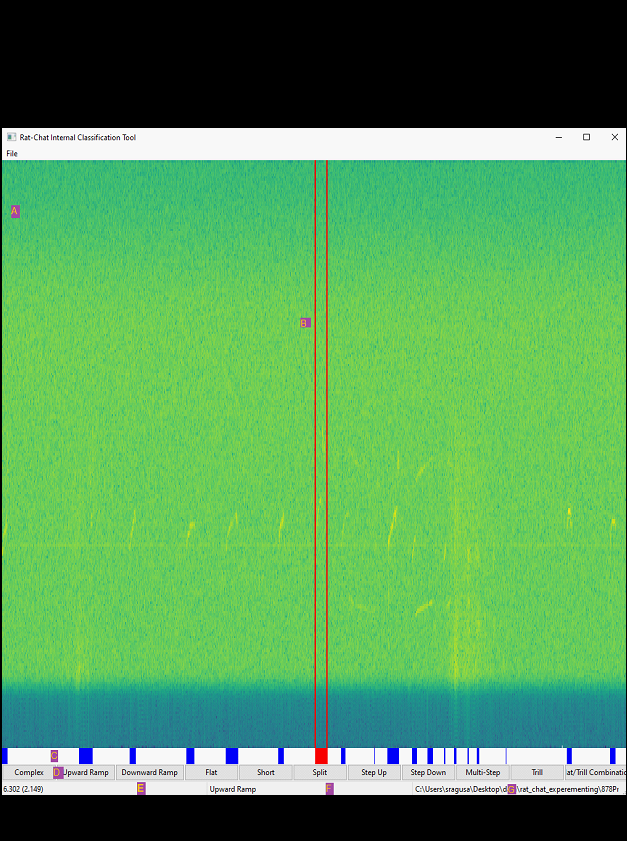 Rat-Chat Internal Classification Tool
File
A
B
C
Complex D Upward Ramp Downward Ramp Flat Short Split Step Up Step Down Multi-Step Trill at/Trill Combinatic
6.302 (2.149) E Upward Ramp F C:\Users\sragusa\Desktop\d G \rat_chat_experementing\878Pr